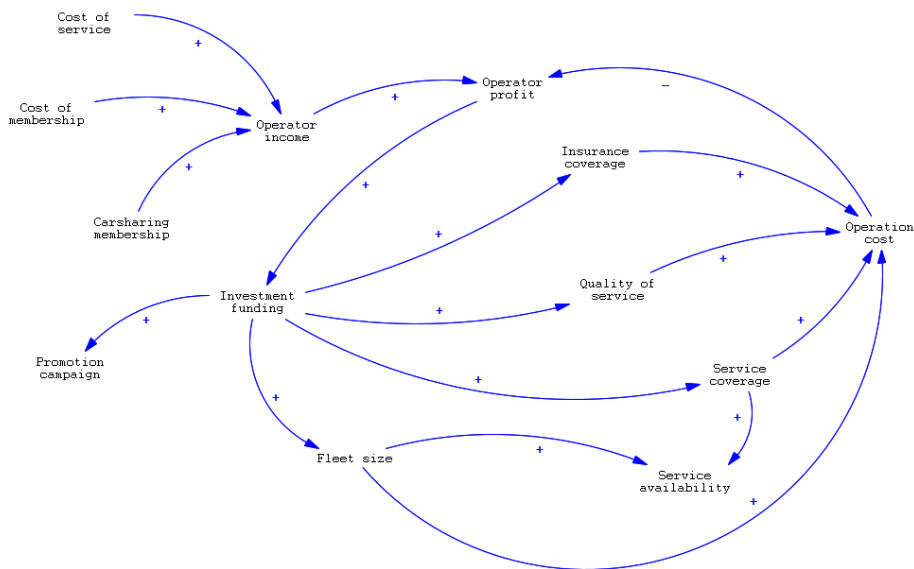 Cost of
service
+
Cost of
membership
+
Operator
income
+
Operator
profit
−
Carsharing
membership
+
+
Insurance
coverage
+
+
Operation
cost
Investment
funding
+
Quality of
service
+
+
Promotion
campaign
+
Service
coverage
+
+
+
Fleet size
+
Service
availability
+